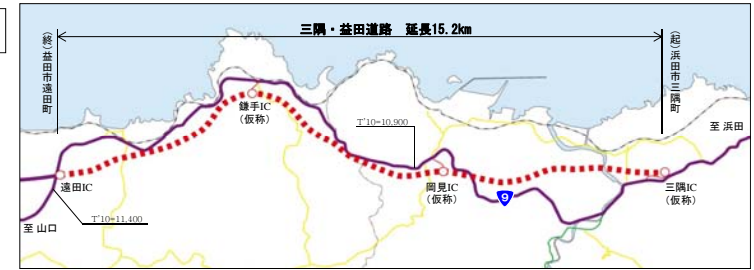 三隅・益田道路　延長15.2km
(終)益田市遠田町
(起)浜田市三隅町
鎌手IC
(仮称)
至 浜田
T'10=10,900
遠田IC
岡見IC
(仮称)
9
三隅IC
(仮称)
T'10=11,400
至 山口